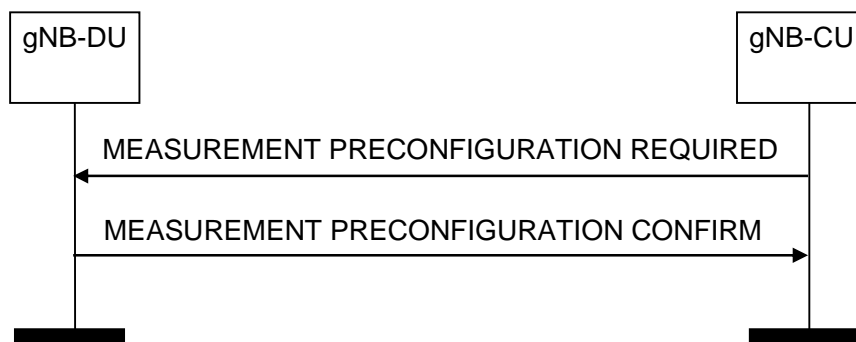 gNB-DU
gNB-CU
MEASUREMENT PRECONFIGURATION REQUIRED
MEASUREMENT PRECONFIGURATION CONFIRM